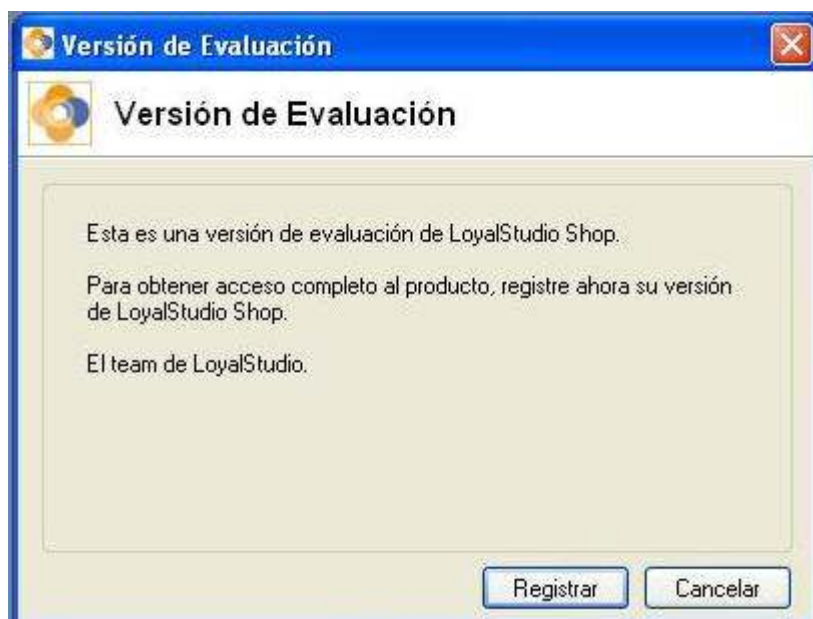 Versión de Evaluación
Versión de Evaluación
Esta es una versión de evaluación de LoyalStudio Shop.
Para obtener acceso completo al producto, registre ahora su versión
de LoyalStudio Shop.
El team de LoyalStudio.
Registrar
Cancelar